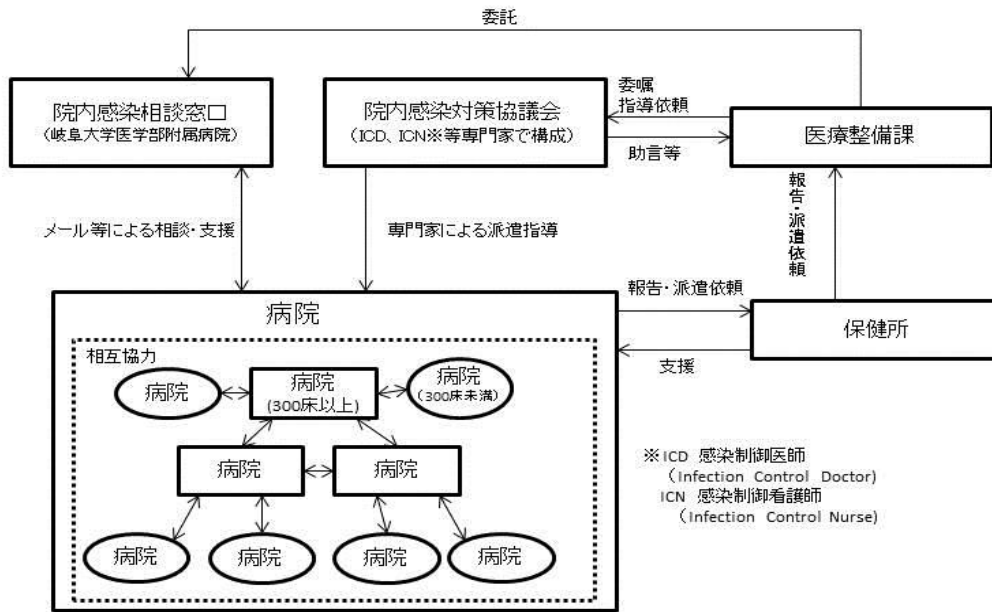 委託
院内感染相談窓口
（岐阜大学医学部附属病院）
院内感染対策協議会
（ICD、ICN※等専門家で構成）
委嘱
指導依頼
助言等
医療整備課
メール等による相談・支援
専門家による派遣指導
報告・派遣依頼
病院
報告・派遣依頼
支援
保健所
相互協力
病院
病院
(300床以上)
病院
（300床未満）
病院
病院
病院
病院
病院
病院
※ICD 感染制御医師
（Infection Control Doctor)
ICN 感染制御看護師
（Infection Control Nurse)